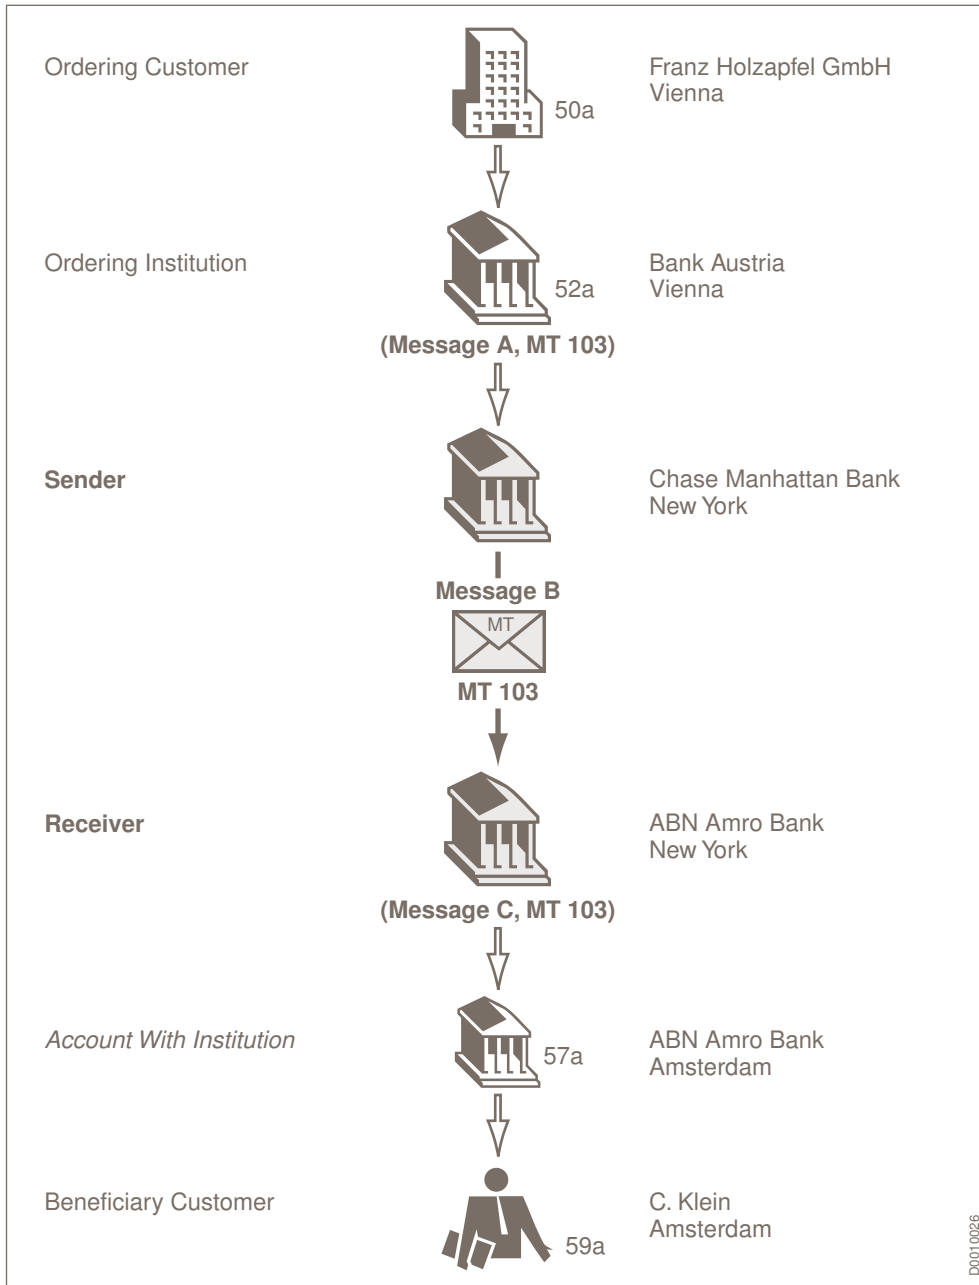 Ordering Customer
50a
Franz Holzapfel GmbH
Vienna
Ordering Institution
52a
Bank Austria
Vienna
(Message A, MT 103)
Sender
Chase Manhattan Bank
New York
Message B
MT
MT 103
Receiver
ABN Amro Bank
New York
(Message C, MT 103)
Account With Institution
57a
ABN Amro Bank
Amsterdam
Beneficiary Customer
59a
C. Klein
Amsterdam
D0010026